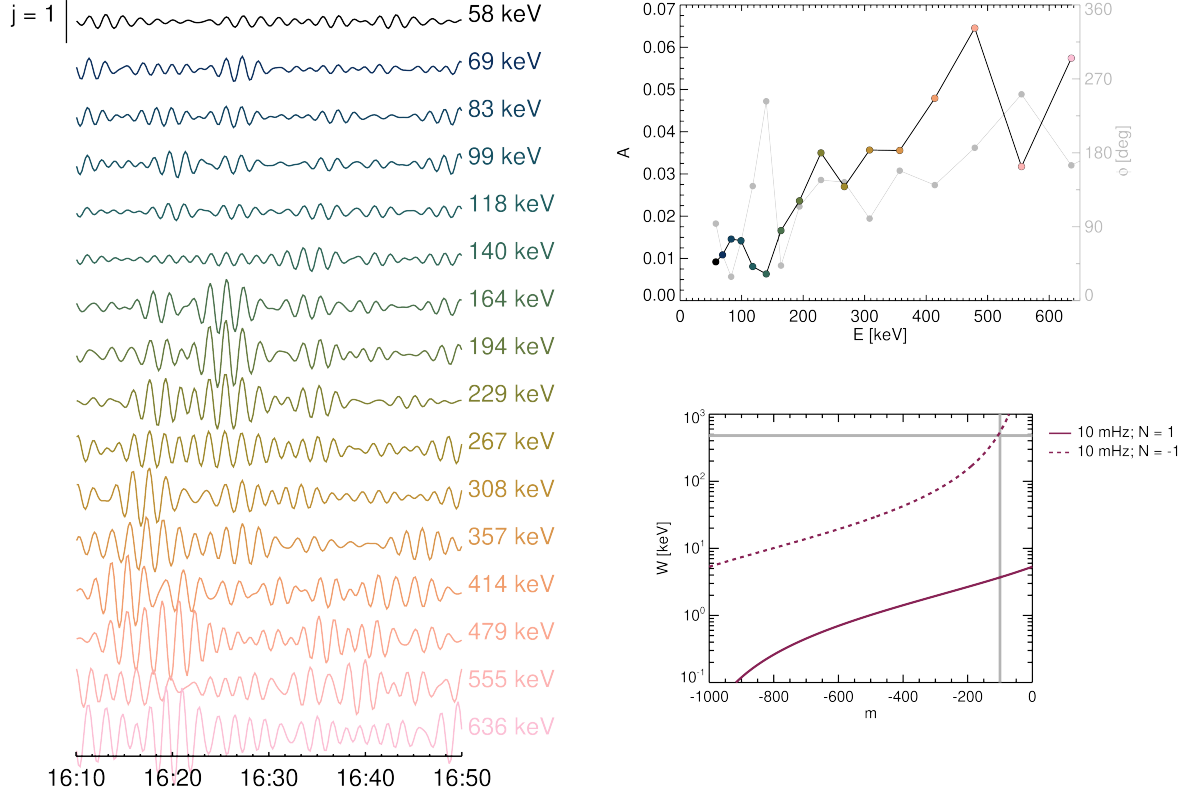 j = 1
58 keV
69 keV
83 keV
99 keV
118 keV
140 keV
164 keV
194 keV
229 keV
267 keV
308 keV
357 keV
414 keV
479 keV
555 keV
636 keV
16:10 16:20 16:30 16:40 16:50
0.07
0.06
0.05
0.04
0.03
0.02
0.01
0.00
A
360
270
180
90
0
ϕ [deg]
0 100 200 300 400 500 600
E [keV]
10³
10²
10¹
10⁰
10⁻¹
W [keV]
-1000 -800 -600 -400 -200 0
m
10 mHz; N = 1
10 mHz; N = -1